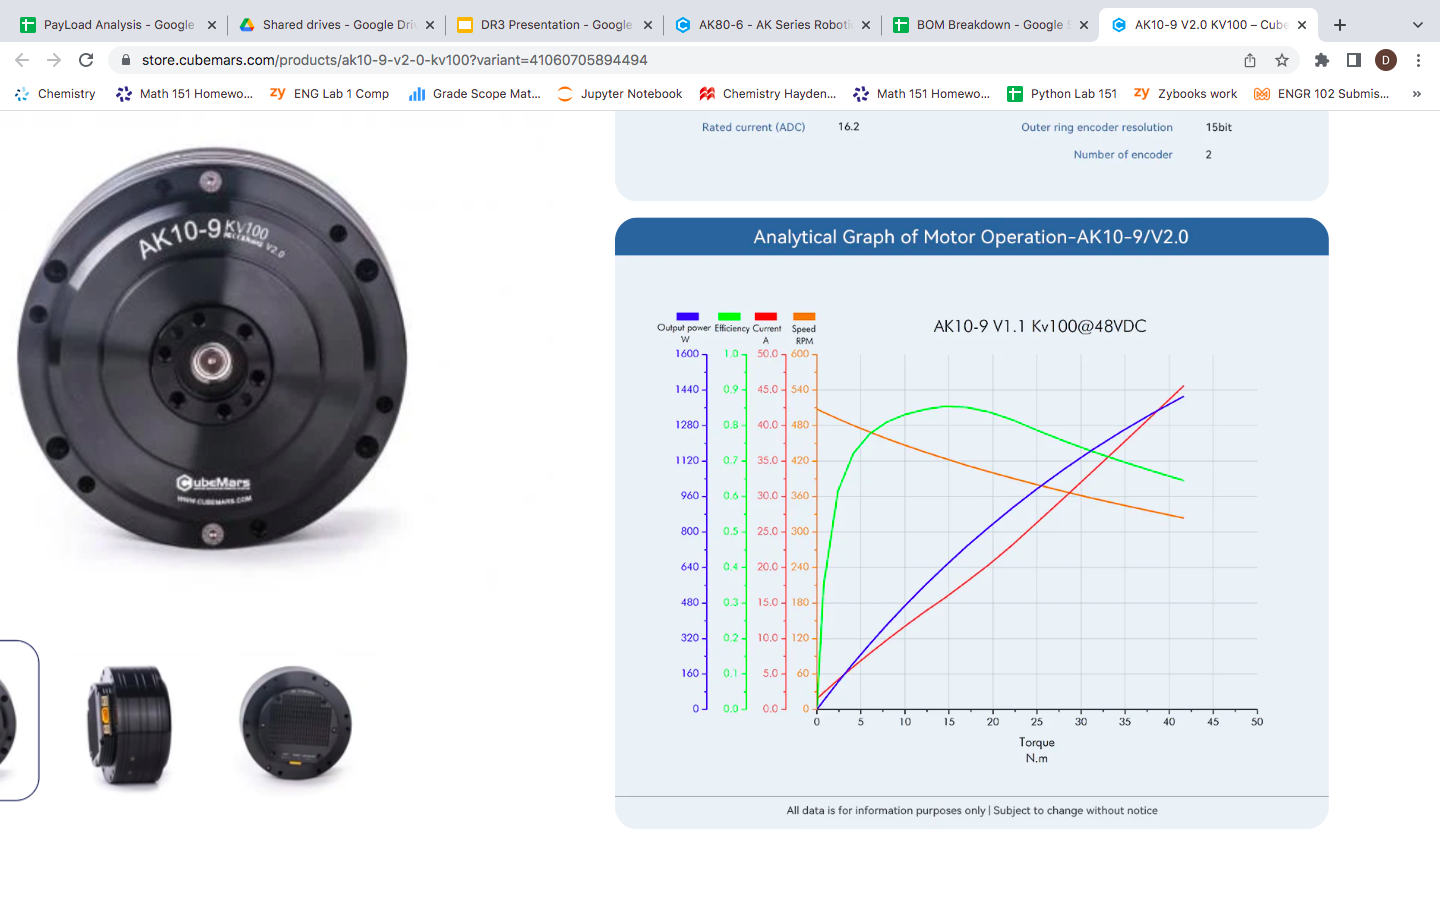 PayLoad Analysis - Google
Shared drives - Google Driv
DR3 Presentation - Google
AK80-6 - AK Series Roboti
BOM Breakdown - Google S
AK10-9 V2.0 KV100 – Cube
store.cubemars.com/products/ak10-9-v2-0-kv100?variant=41060705894494
D
Chemistry
Math 151 Homewo...
zy ENG Lab 1 Comp
Grade Scope Mat...
Jupyter Notebook
Chemistry Hayden...
Math 151 Homewo...
Python Lab 151
zy Zybooks work
ENGR 102 Submis...
»
Rated current (ADC) 16.2
Outer ring encoder resolution 15bit
Number of encoder 2
AK10-9 KV100
V2.0
CubeMars
WWW.CUBEMARS.COM
Analytical Graph of Motor Operation-AK10-9/V2.0
AK10-9 V1.1 Kv100@48VDC
Output power Efficiency Current Speed
W A RPM
1600 1.0 50.0 600
1440 0.9 45.0 540
1280 0.8 40.0 480
1120 0.7 35.0 420
960 0.6 30.0 360
800 0.5 25.0 300
640 0.4 20.0 240
480 0.3 15.0 180
320 0.2 10.0 120
160 0.1 5.0 60
0 0.0 0.0 0
0 5 10 15 20 25 30 35 40 45 50
Torque
N.m
All data is for information purposes only | Subject to change without notice